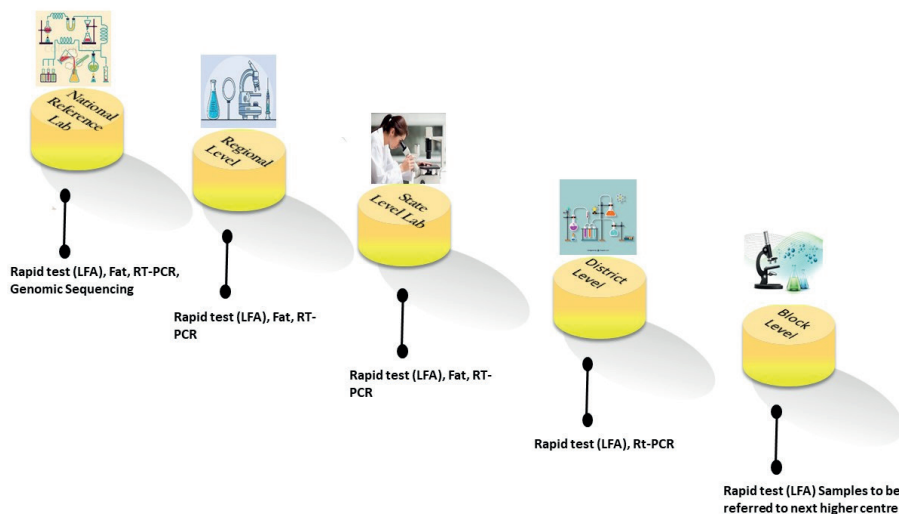 National
Reference
Lab
Rapid test (LFA), Fat, RT-PCR,
Genomic Sequencing
Regional
Level
Rapid test (LFA), Fat, RT-
PCR
State
Level Lab
Rapid test (LFA), Fat, RT-
PCR
District
Level
Rapid test (LFA), Rt-PCR
Block
Level
Rapid test (LFA) Samples to be
referred to next higher centre